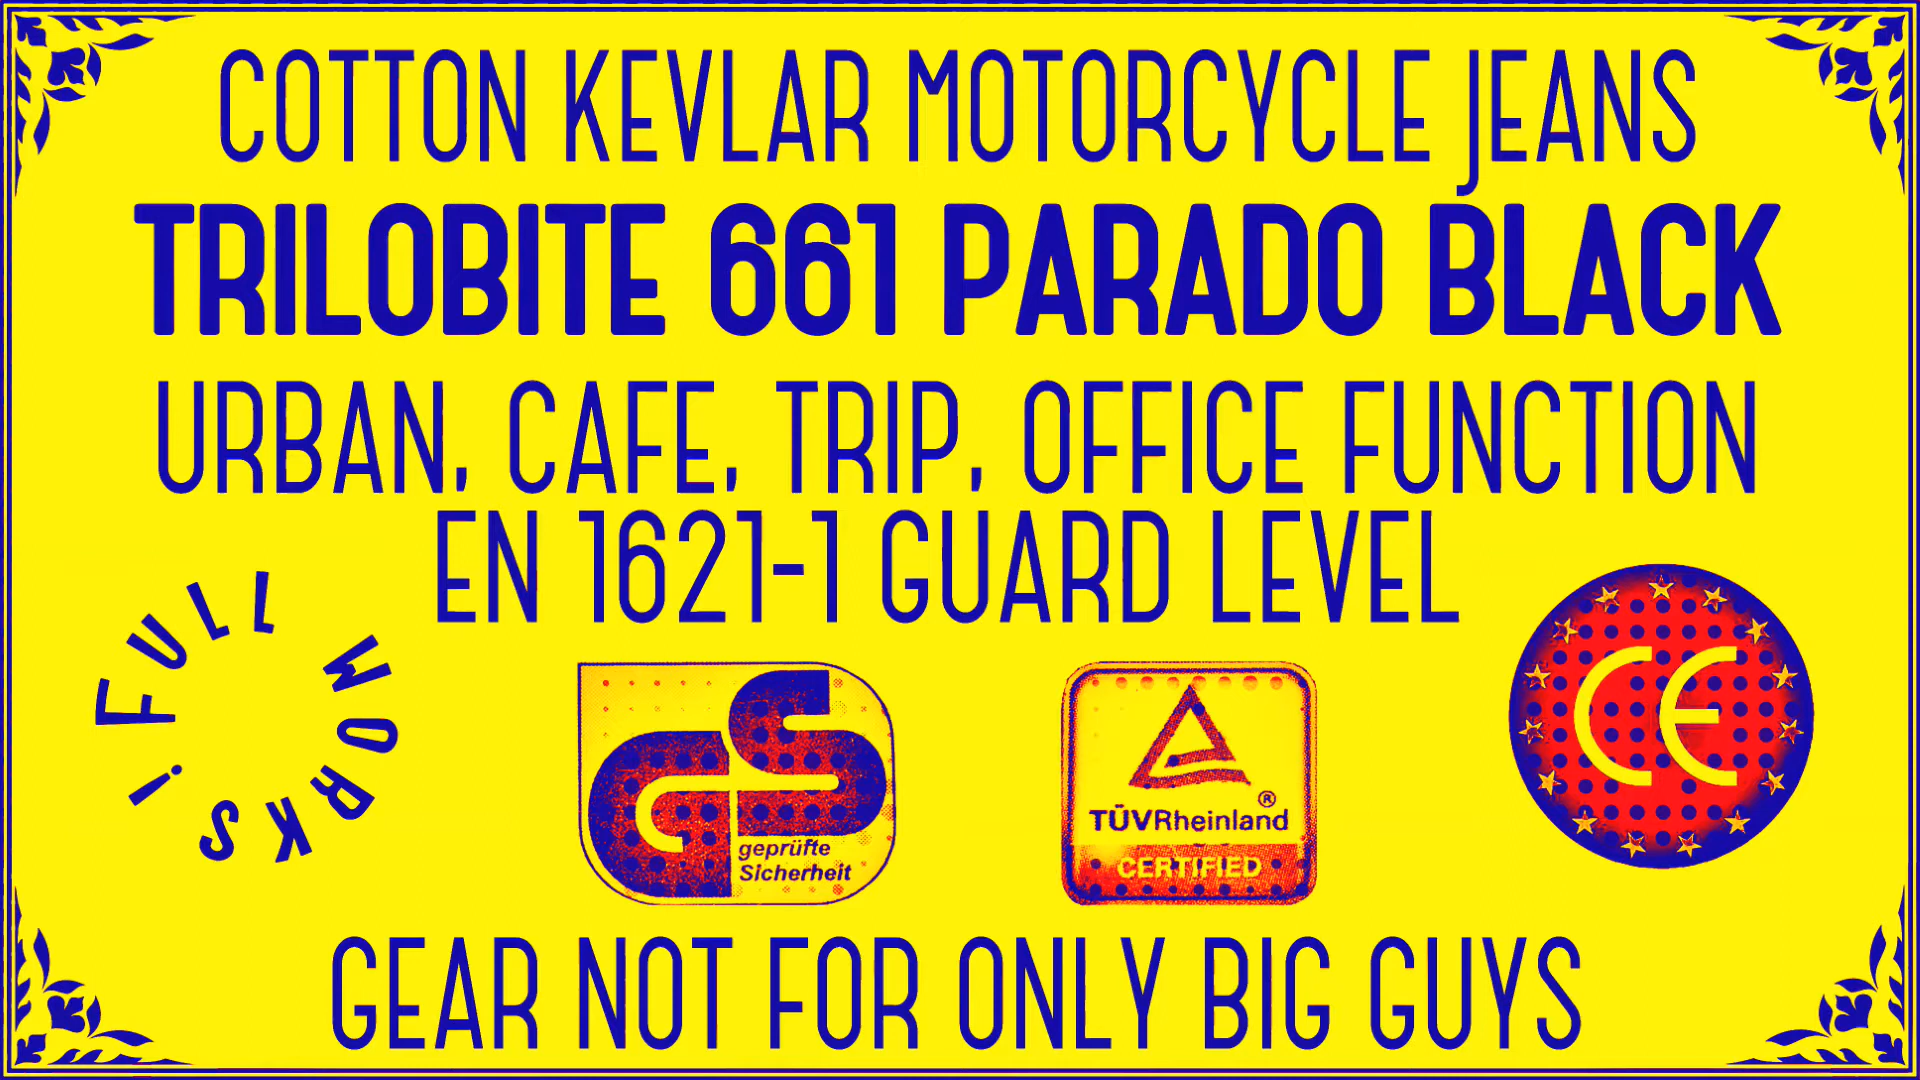 COTTON KEVLAR MOTORCYCLE JEANS
TRILOBITE 661 PARADO BLACK
URBAN, CAFE, TRIP, OFFICE FUNCTION
EN 1621-1 GUARD LEVEL
FULL WORKS!
GS
geprüfte
Sicherheit
TÜVRheinland®
CERTIFIED
CE
GEAR NOT FOR ONLY BIG GUYS